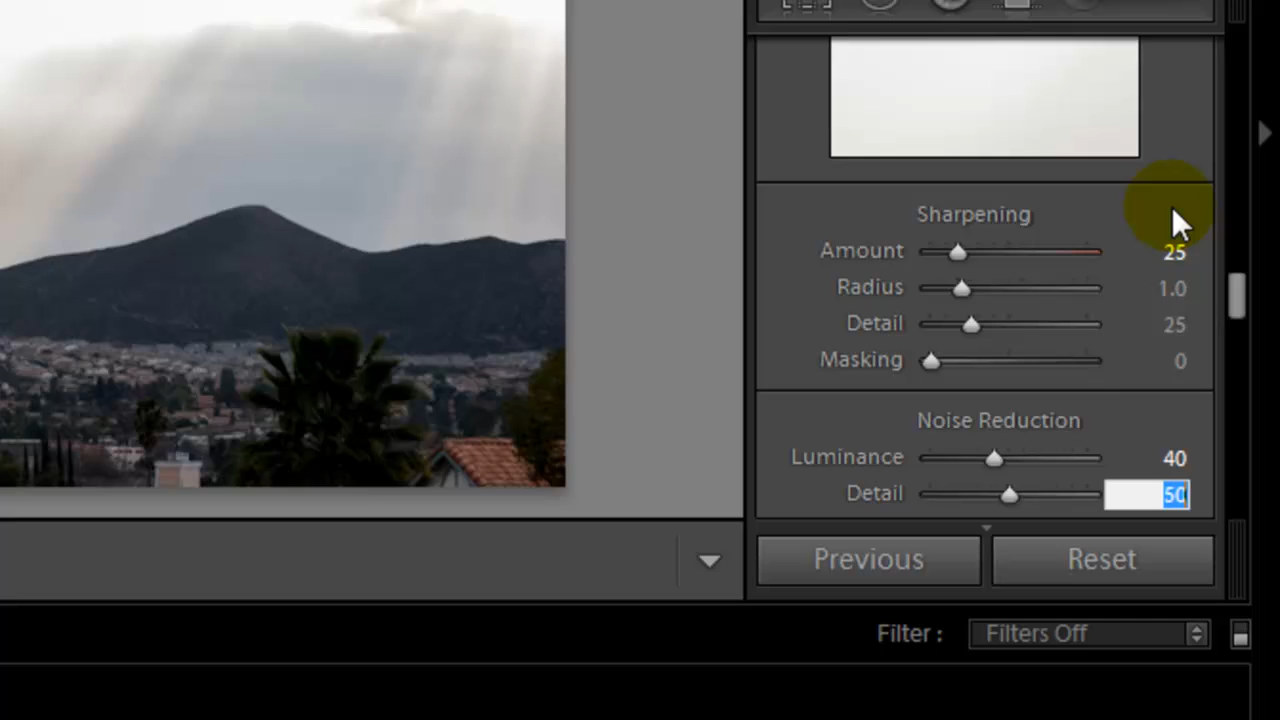 Sharpening
Amount 25
Radius 1.0
Detail 25
Masking 0
Noise Reduction
Luminance 40
Detail 50
Previous Reset
Filter : Filters Off